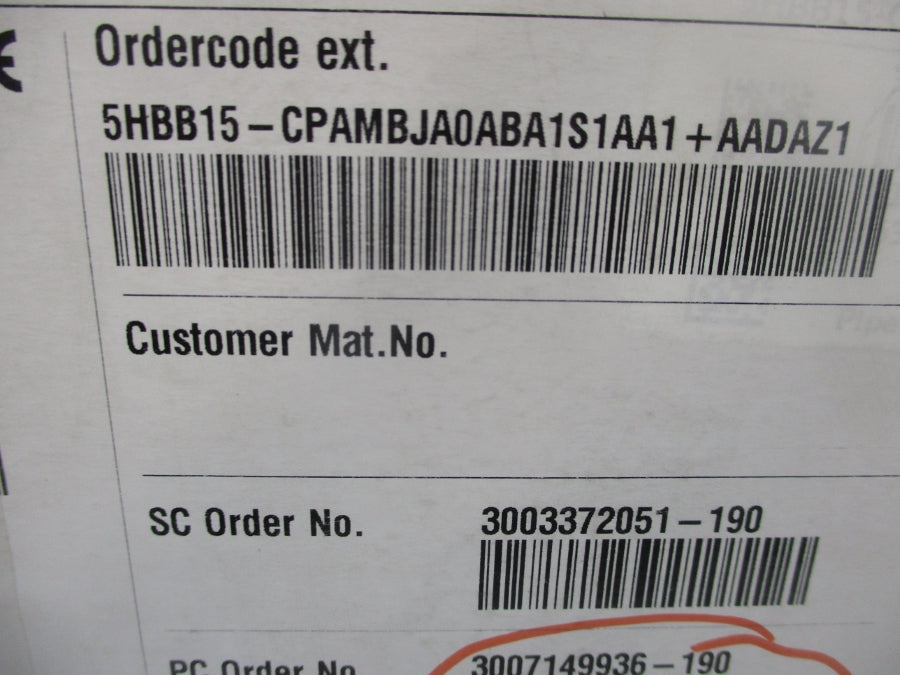 Ordercode ext.
5HBB15-CPAMBJA0ABA1S1AA1+AADAZ1
Customer Mat.No.
SC Order No. 3003372051-190
PC Order No. 3007149936-190